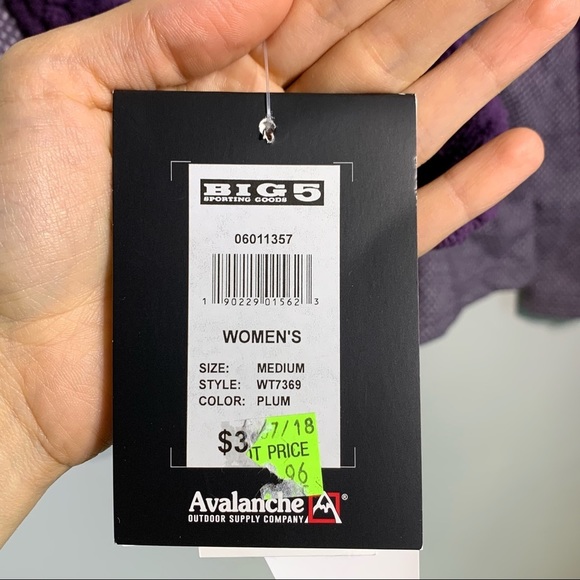 BIG 5
SPORTING GOODS
06011357
1 90229 01562 3
WOMEN'S
SIZE: MEDIUM
STYLE: WT7369
COLOR: PLUM
$3
7/18
IT PRICE
96
Avalanche®
OUTDOOR SUPPLY COMPANY